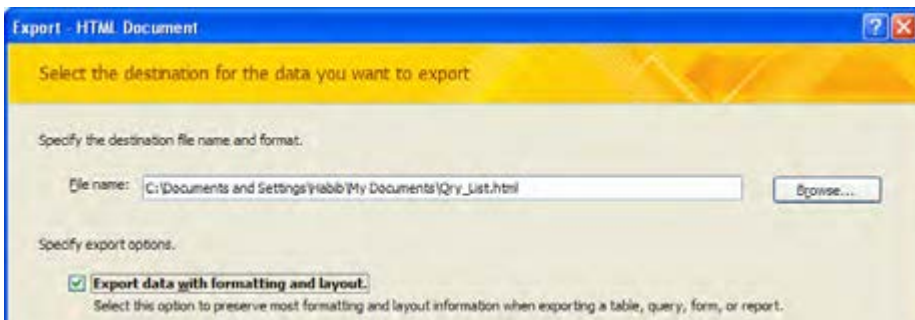 Export - HTML Document
Select the destination for the data you want to export
Specify the destination file name and format.
File name: C:\Documents and Settings\Habib\My Documents\Qry_List.html Browse...
Specify export options.
Export data with formatting and layout.
Select this option to preserve most formatting and layout information when exporting a table, query, form, or report.